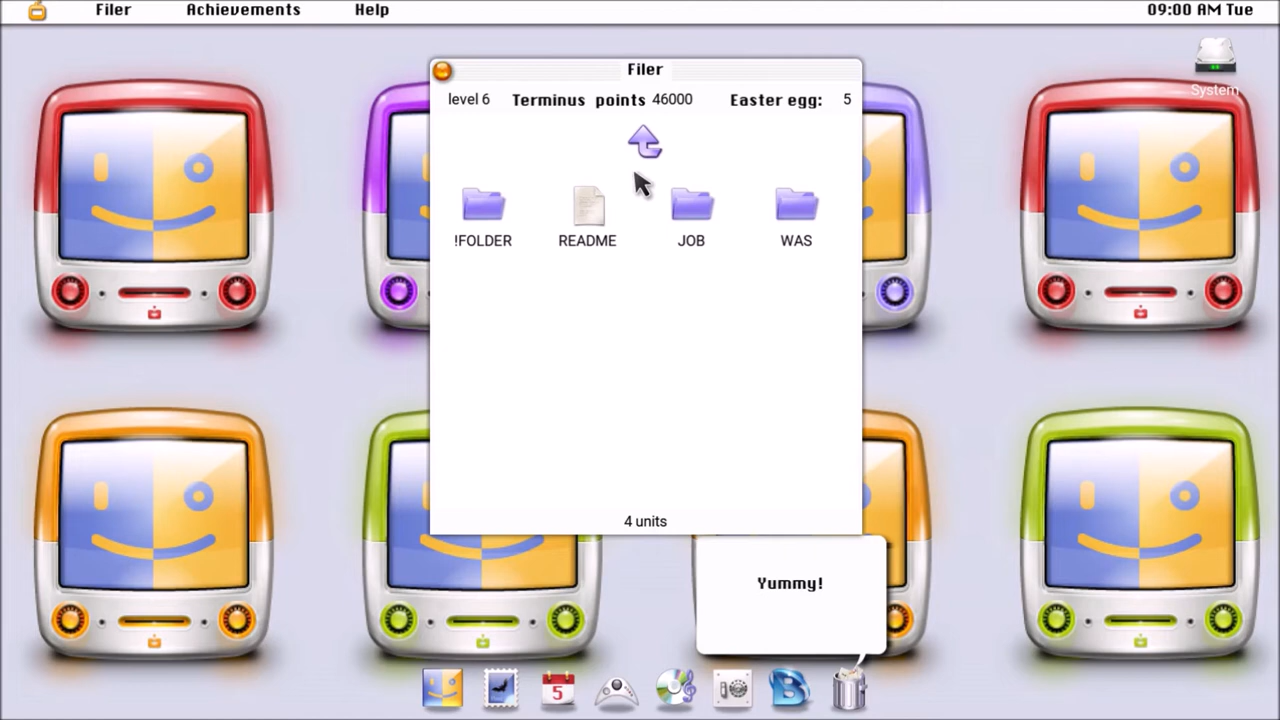 Filer Achievements Help 09:00 AM Tue
Filer
level 6 Terminus points 46000 Easter egg: 5
System
!FOLDER README JOB WAS
4 units
Yummy!
5